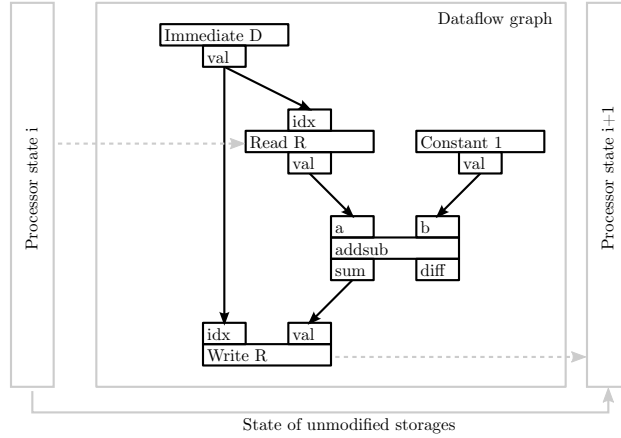 Dataflow graph
Immediate D
val
idx
Read R
val
Constant 1
val
a
b
addsub
sum
diff
idx
val
Write R
Processor state i
Processor state i+1
State of unmodified storages